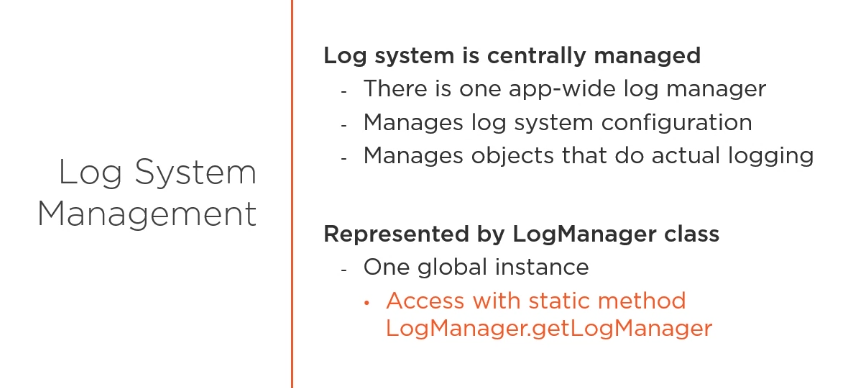 Log System
Management
Log system is centrally managed
- There is one app-wide log manager
- Manages log system configuration
- Manages objects that do actual logging
Represented by LogManager class
- One global instance
• Access with static method
LogManager.getLogManager